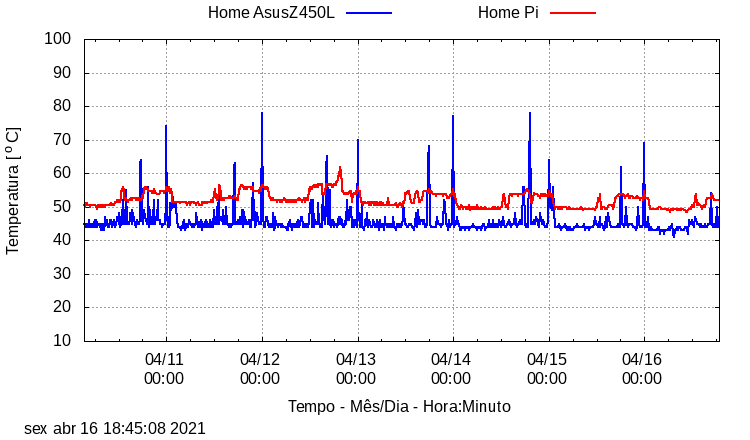 Home AsusZ450L Home Pi
100
90
80
70
60
50
40
30
20
10
Temperatura [ º C]
04/11 04/12 04/13 04/14 04/15 04/16
00:00 00:00 00:00 00:00 00:00 00:00
Tempo - Mês/Dia - Hora:Minuto
sex abr 16 18:45:08 2021